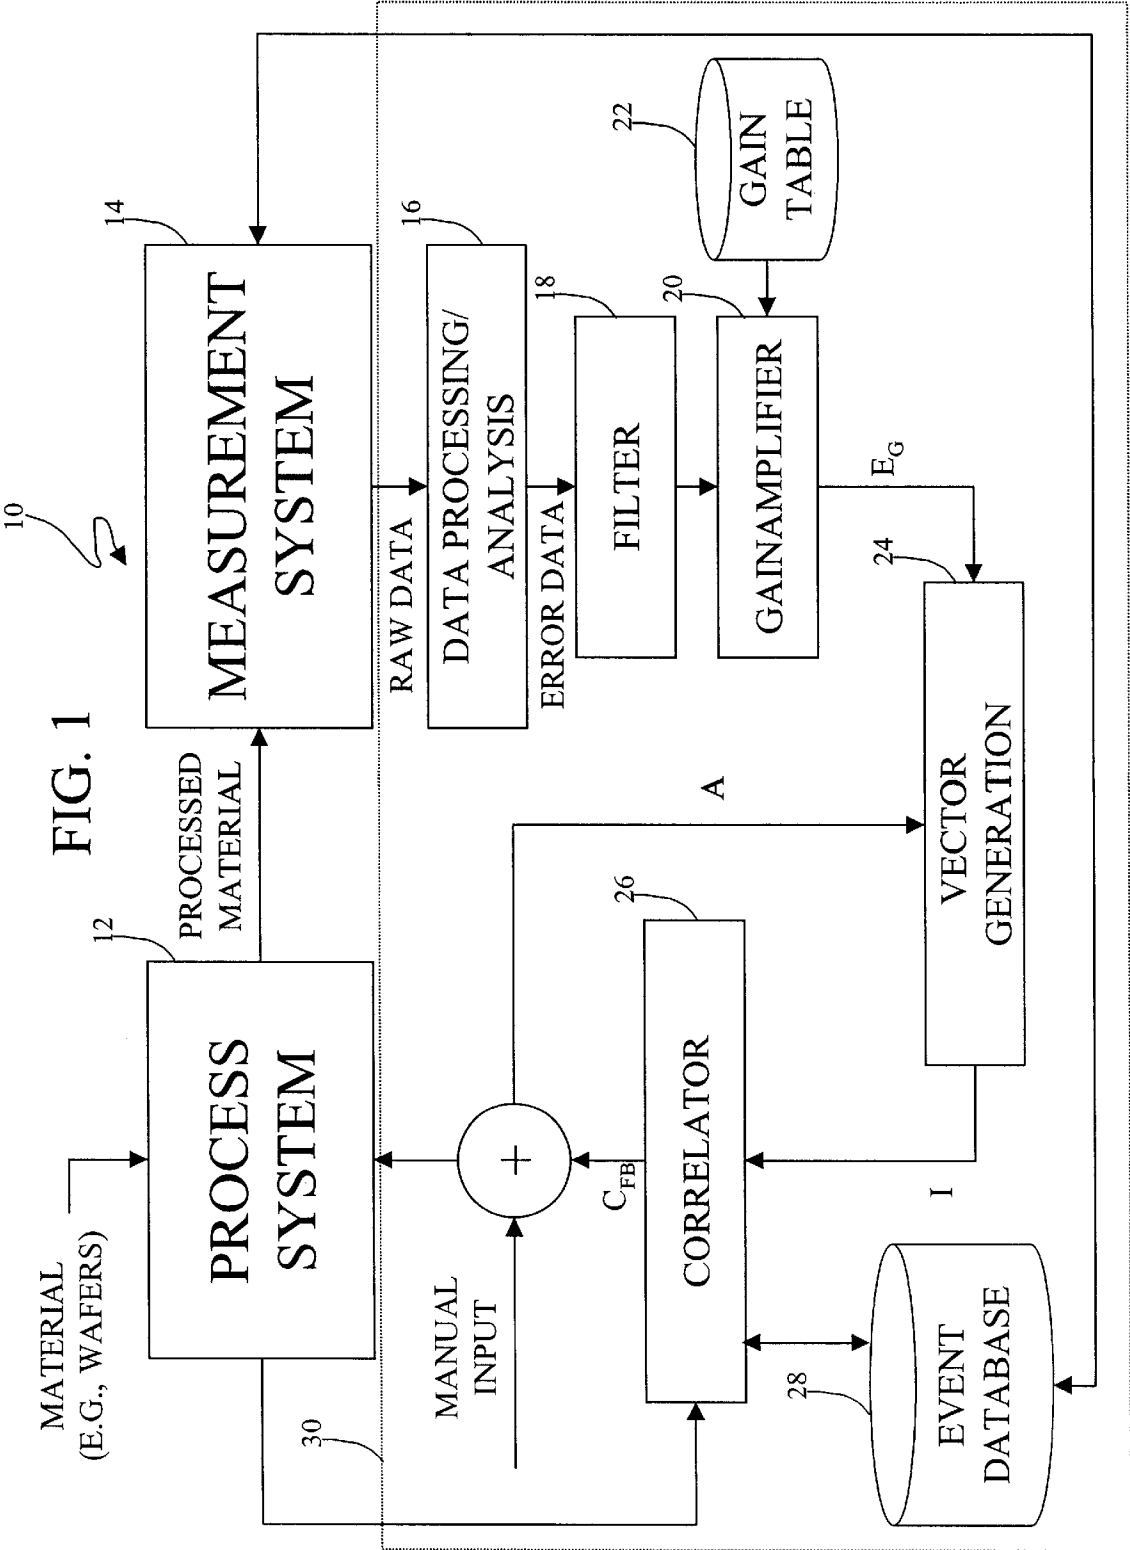 FIG. 1
10
MATERIAL
(E.G., WAFERS)
12
PROCESS
SYSTEM
PROCESSED
MATERIAL
14
MEASUREMENT
SYSTEM
30
RAW DATA
16
DATA PROCESSING/
ANALYSIS
MANUAL
INPUT
+
ERROR DATA
18
FILTER
C_FB
26
CORRELATOR
A
20
GAINAMPLIFIER
22
GAIN
TABLE
E_G
28
EVENT
DATABASE
I
24
VECTOR
GENERATION